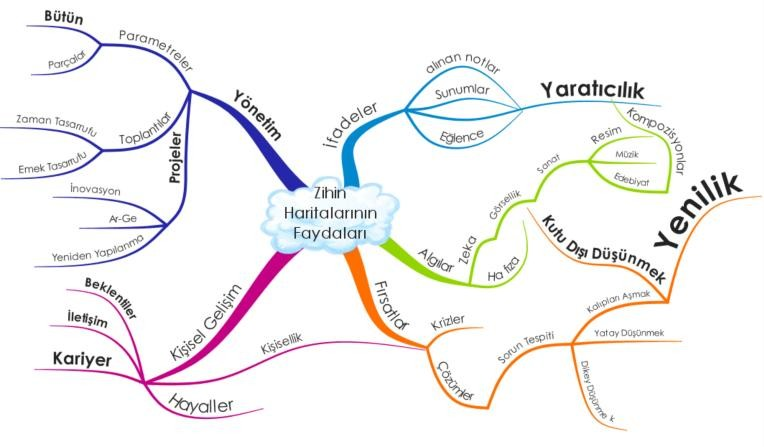 Zihin
Haritalarının
Faydaları
Yönetim
Parametreler
Bütün
Parçalar
Toplantılar
Zaman Tasarrufu
Emek Tasarrufu
Projeler
İnovasyon
Ar-Ge
Yeniden Yapılanma
İfadeler
alınan notlar
Sunumlar
Eğlence
Yaratıcılık
Algılar
Zeka
Hafıza
Görsellik
Sanat
Resim
Müzik
Edebiyat
Kompozisyonlar
Fırsatlar
Krizler
Çözümler
Sorun Tespiti
Kalıpları Aşmak
Yatay Düşünmek
Dikey Düşünmek
Kutu Dışı Düşünmek
Yenilik
Kişisel Gelişim
Beklentiler
İletişim
Kariyer
Hayaller
Kişisellik